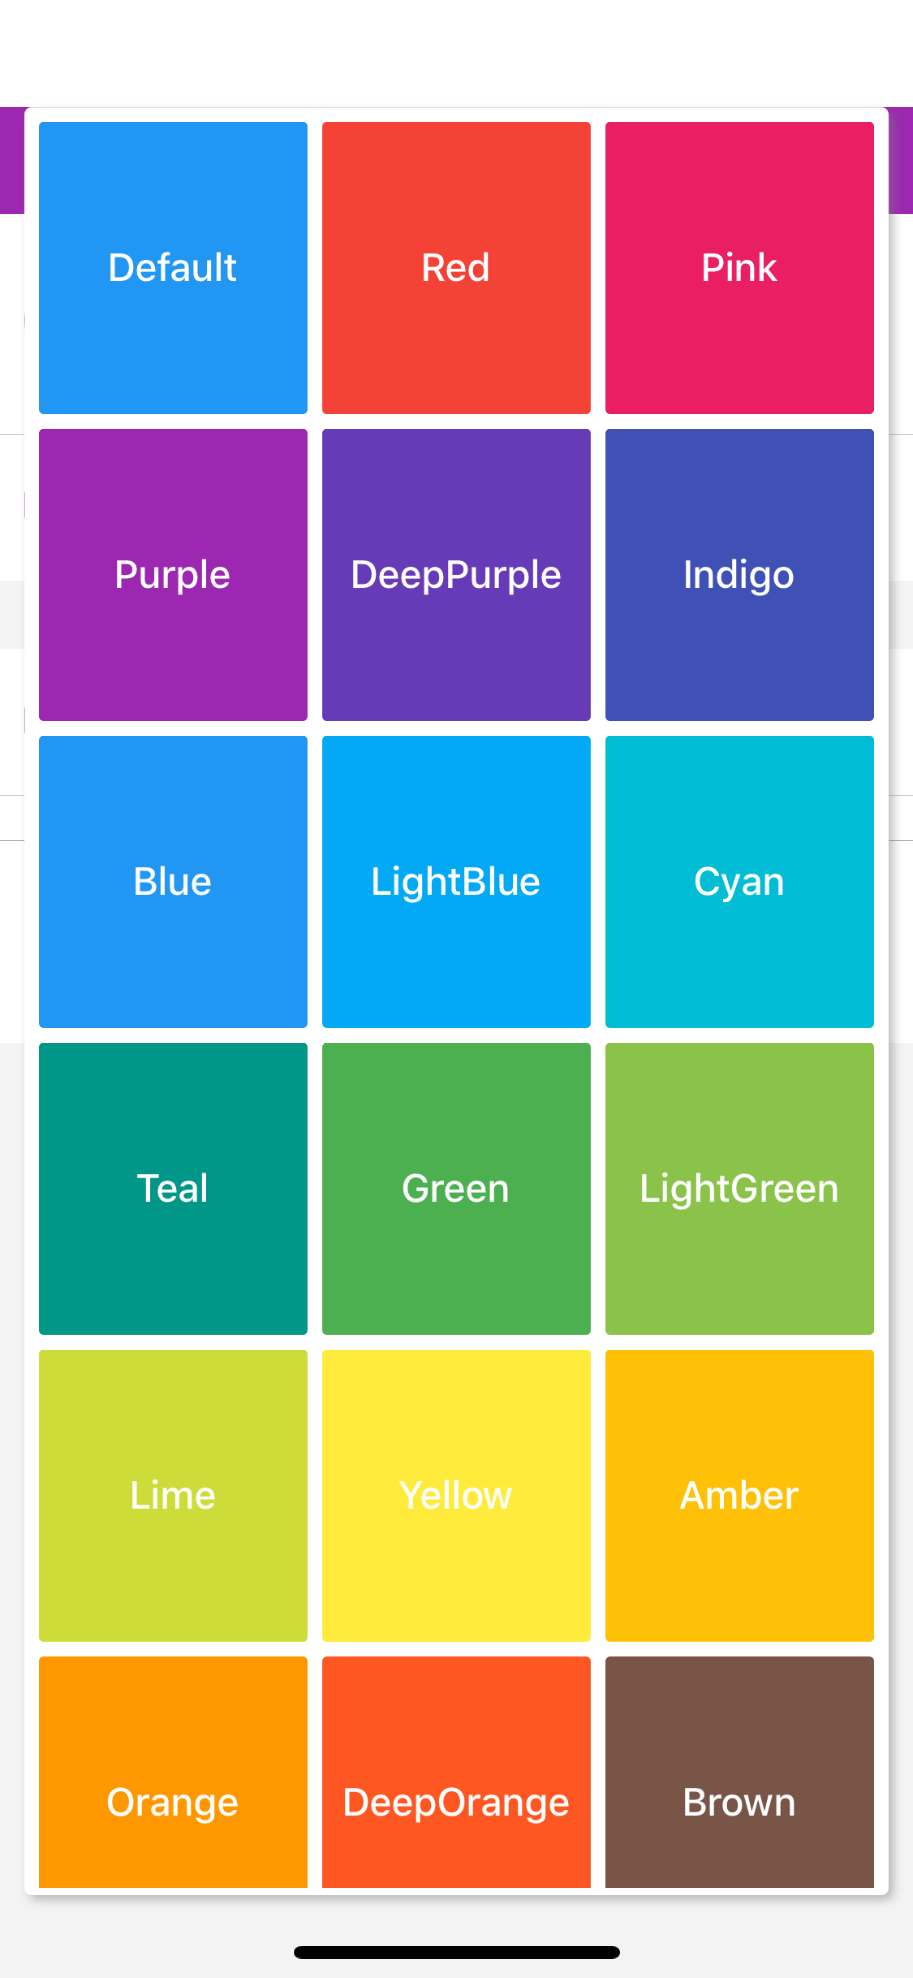 Default
Red
Pink
Purple
DeepPurple
Indigo
Blue
LightBlue
Cyan
Teal
Green
LightGreen
Lime
Yellow
Amber
Orange
DeepOrange
Brown